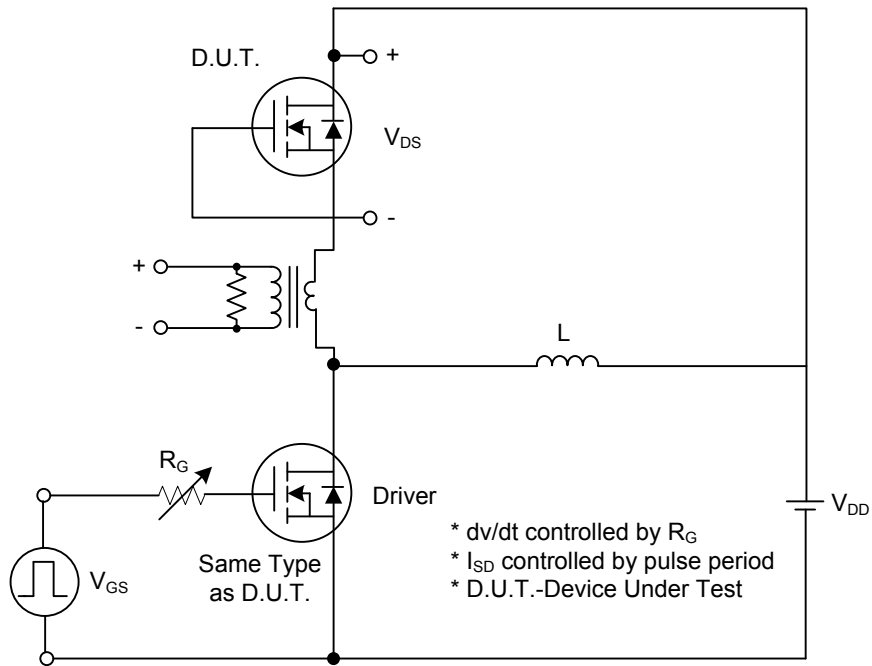 D.U.T.
+
V_DS
-
+
-
L
R_G
Driver
V_DD
* dv/dt controlled by R_G
* I_SD controlled by pulse period
* D.U.T.-Device Under Test
Same Type
as D.U.T.
V_GS